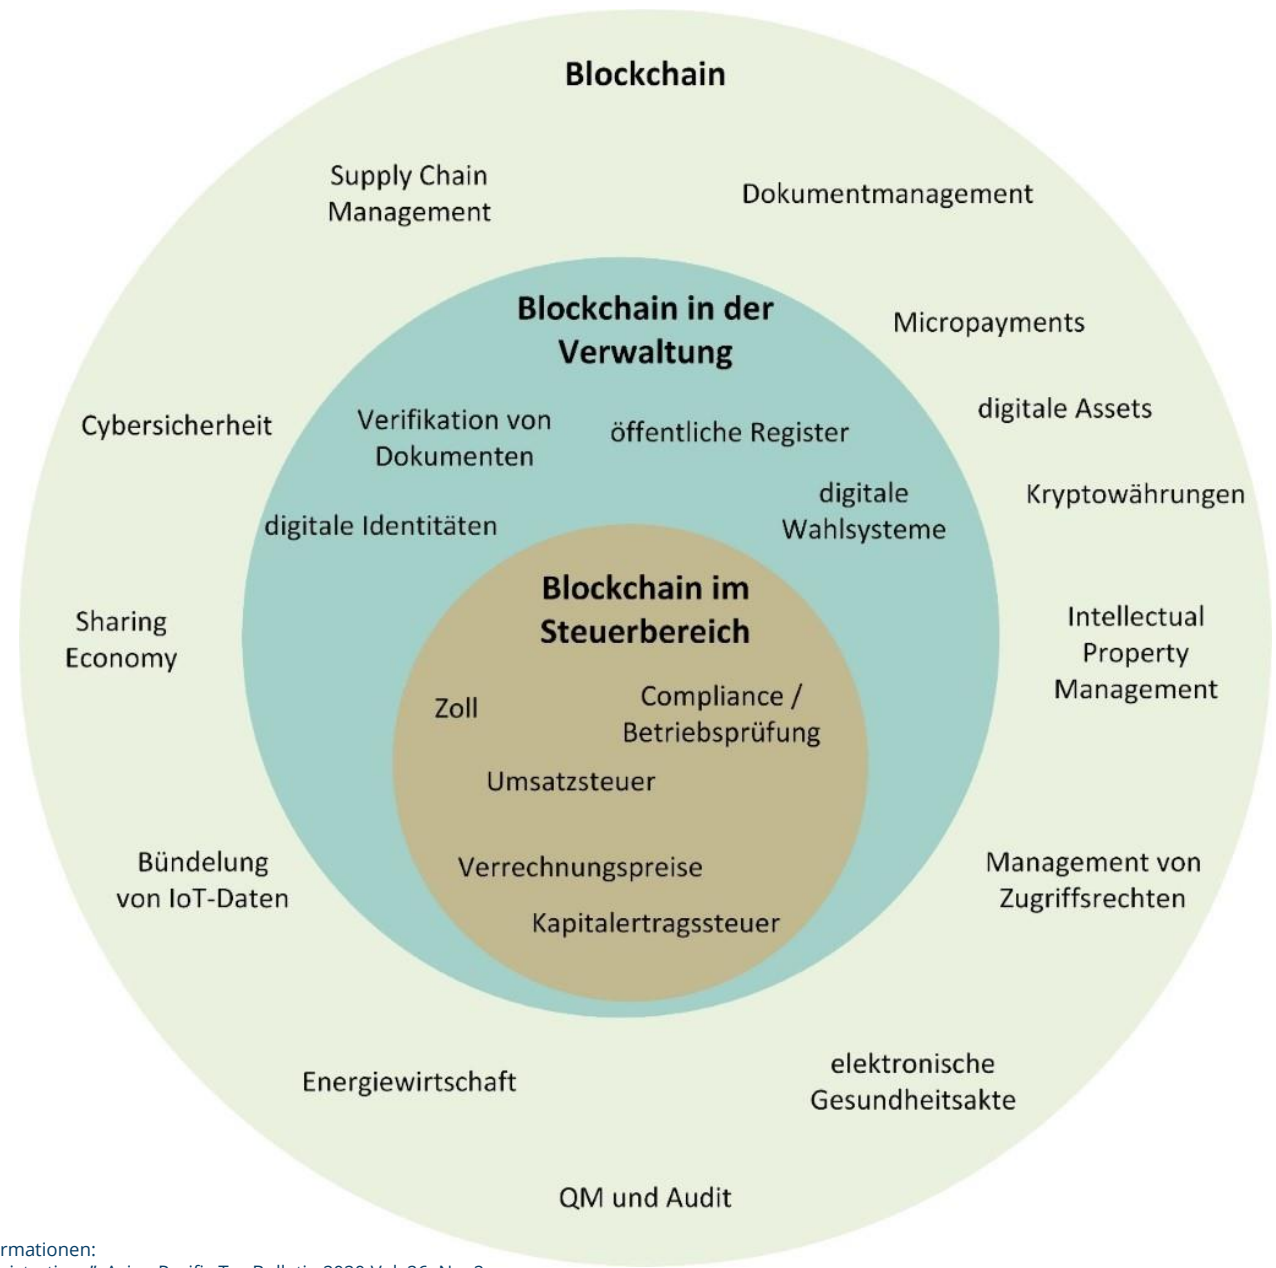 Blockchain
Supply Chain
Management
Dokumentmanagement
Blockchain in der
Verwaltung
Micropayments
digitale Assets
Cybersicherheit
Verifikation von
Dokumenten
öffentliche Register
Kryptowährungen
digitale
Wahlsysteme
digitale Identitäten
Blockchain im
Steuerbereich
Sharing
Economy
Intellectual
Property
Management
Zoll
Compliance /
Betriebsprüfung
Umsatzsteuer
Bündelung
von IoT-Daten
Verrechnungspreise
Management von
Zugriffsrechten
Kapitalertragssteuer
Energiewirtschaft
elektronische
Gesundheitsakte
QM und Audit
rmationen: